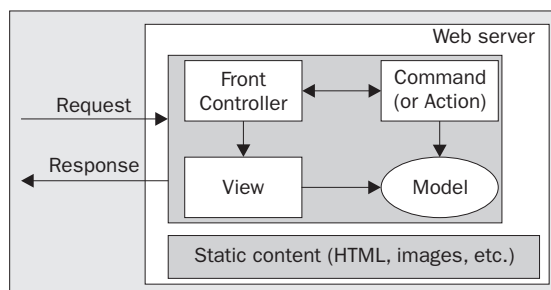 Web server
Front
Controller
Command
(or Action)
Request
Response
View
Model
Static content (HTML, images, etc.)